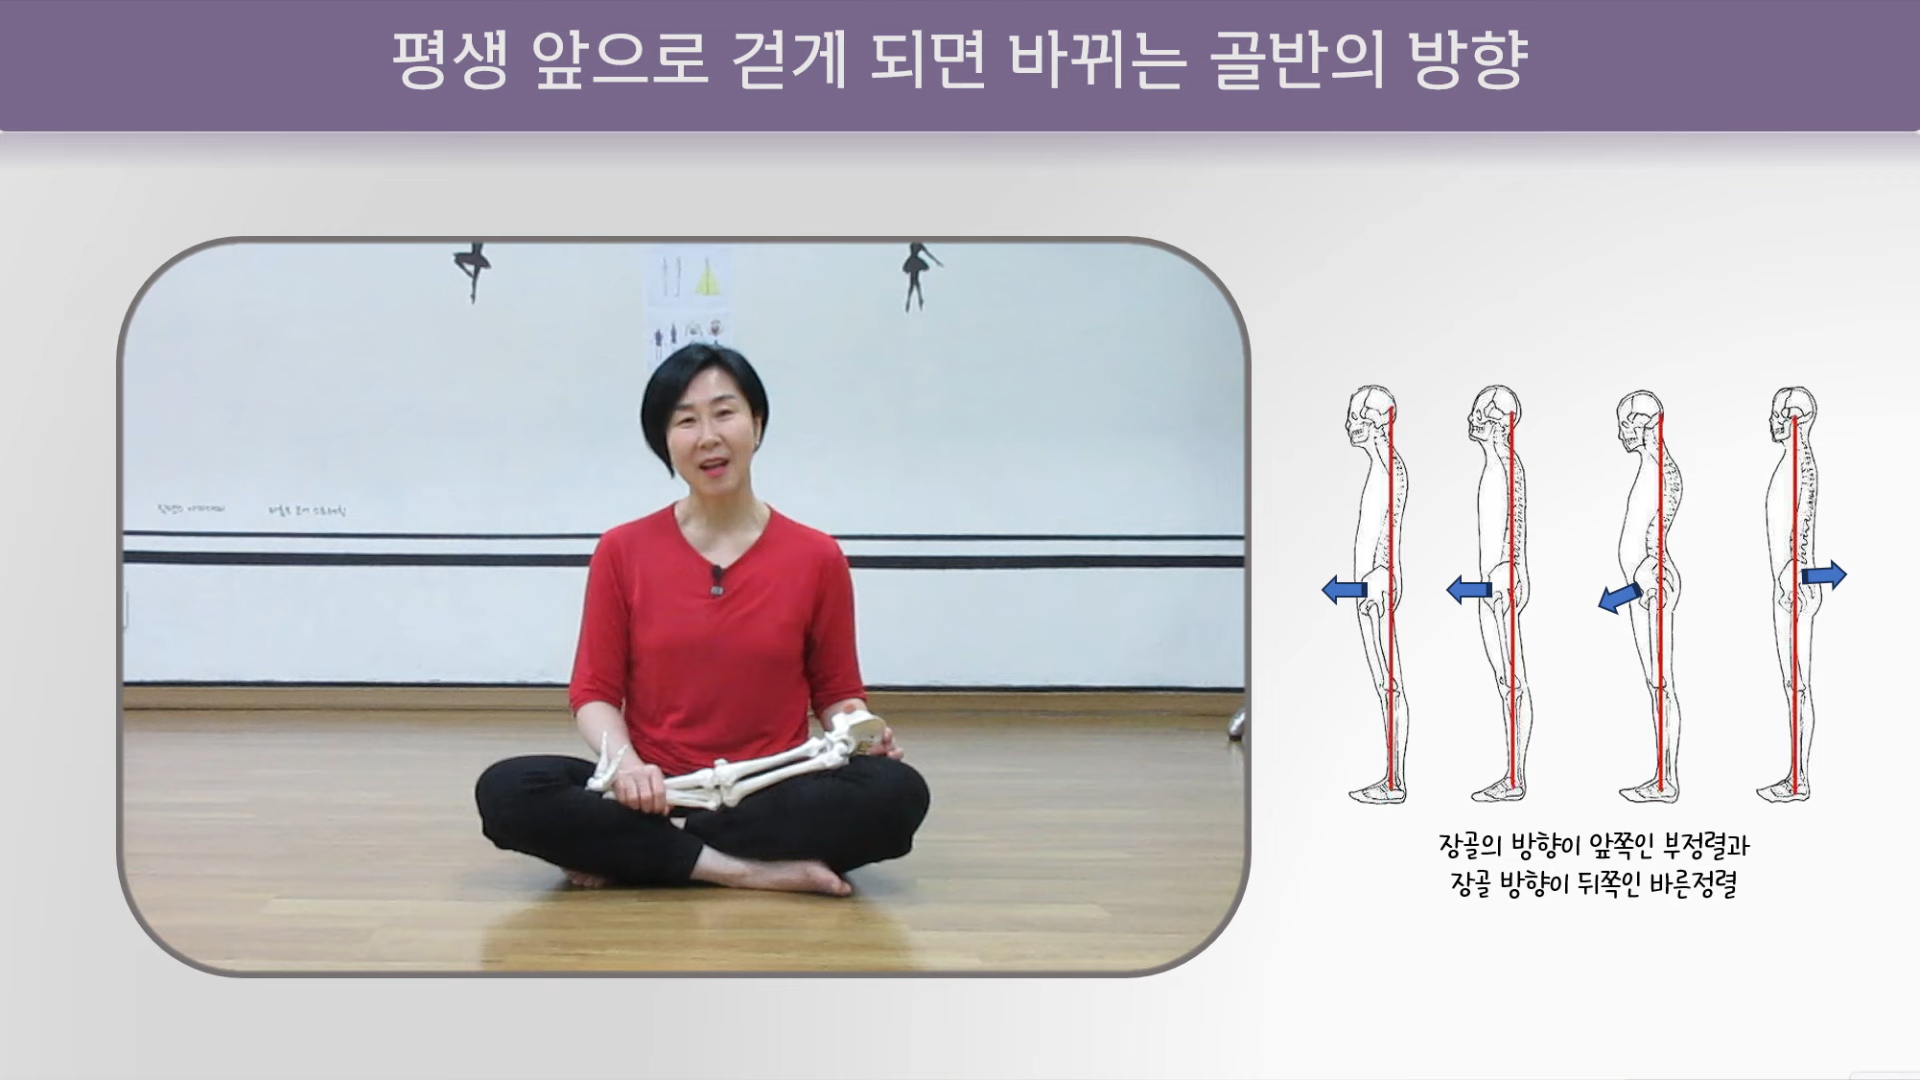 평생 앞으로 걷게 되면 바뀌는 골반의 방향
장골의 방향이 앞쪽인 부정렬과
장골 방향이 뒤쪽인 바른정렬